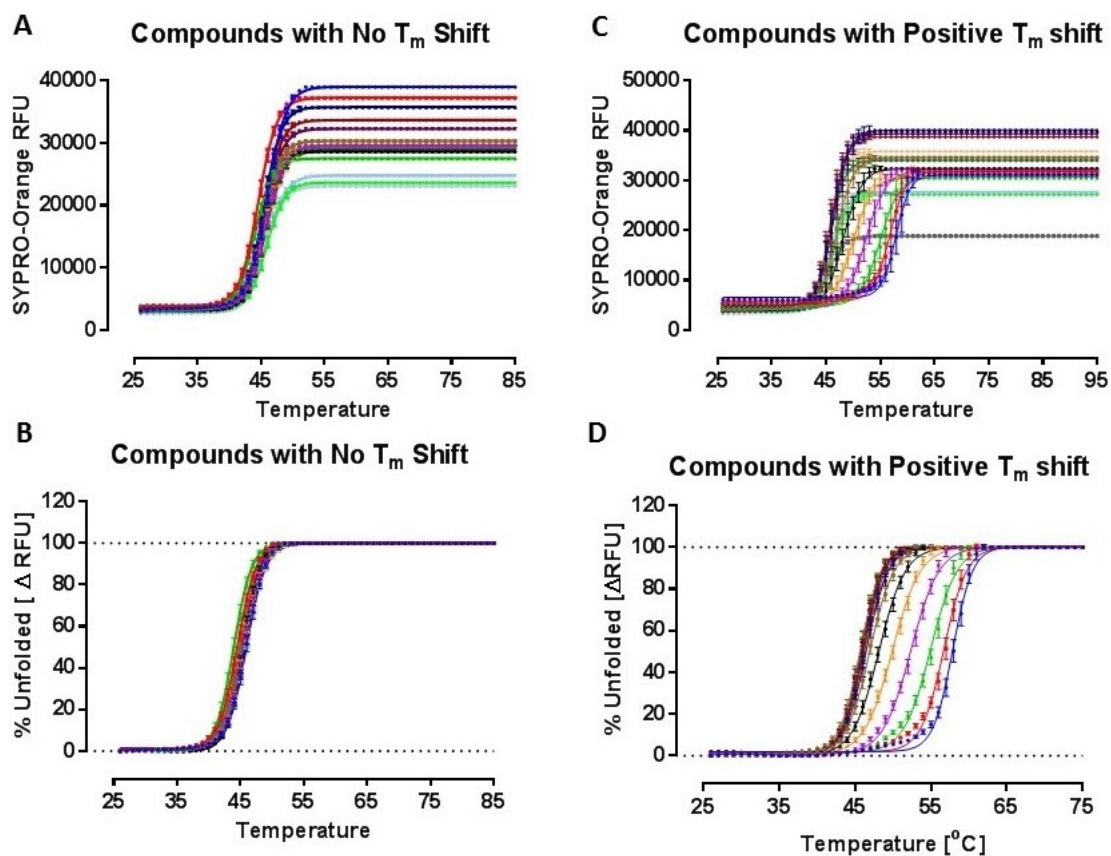 A
Compounds with No Tm Shift
SYPRO-Orange RFU
40000
30000
20000
10000
0
25 35 45 55 65 75 85
Temperature
C
Compounds with Positive Tm shift
SYPRO-Orange RFU
50000
40000
30000
20000
10000
0
25 35 45 55 65 75 85 95
Temperature
B
Compounds with No Tm Shift
% Unfolded [ Δ RFU]
120
100
80
60
40
20
0
25 35 45 55 65 75 85
Temperature
D
Compounds with Positive Tm shift
% Unfolded [ΔRFU]
120
100
80
60
40
20
0
25 35 45 55 65 75
Temperature [°C]